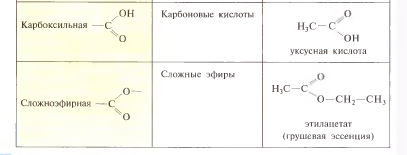 Карбоксильная —C OH O
Карбоновые кислоты
H₃C—C O OH
уксусная кислота
Сложноэфирная —C O— O
Сложные эфиры
H₃C—C O O—CH₂—CH₃
этилацетат
(грушевая эссенция)